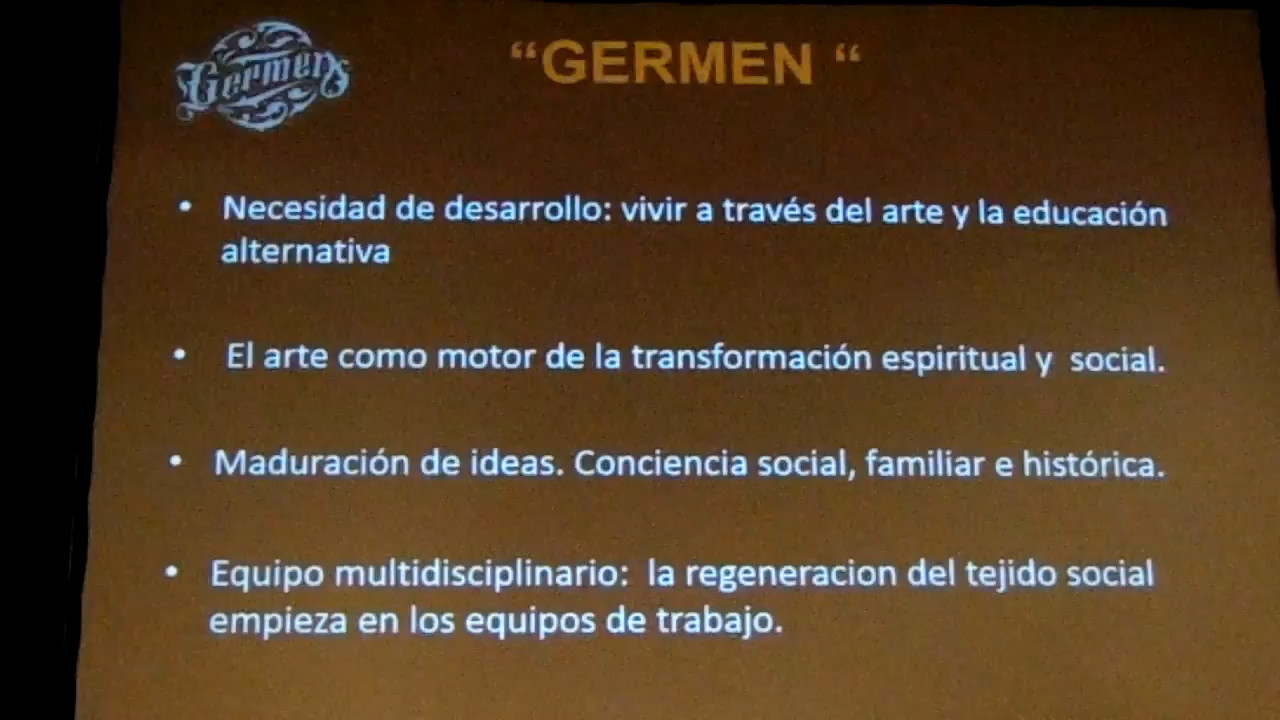 Germen
“GERMEN “
• Necesidad de desarrollo: vivir a través del arte y la educación
alternativa
• El arte como motor de la transformación espiritual y social.
• Maduración de ideas. Conciencia social, familiar e histórica.
• Equipo multidisciplinario: la regeneracion del tejido social
empieza en los equipos de trabajo.